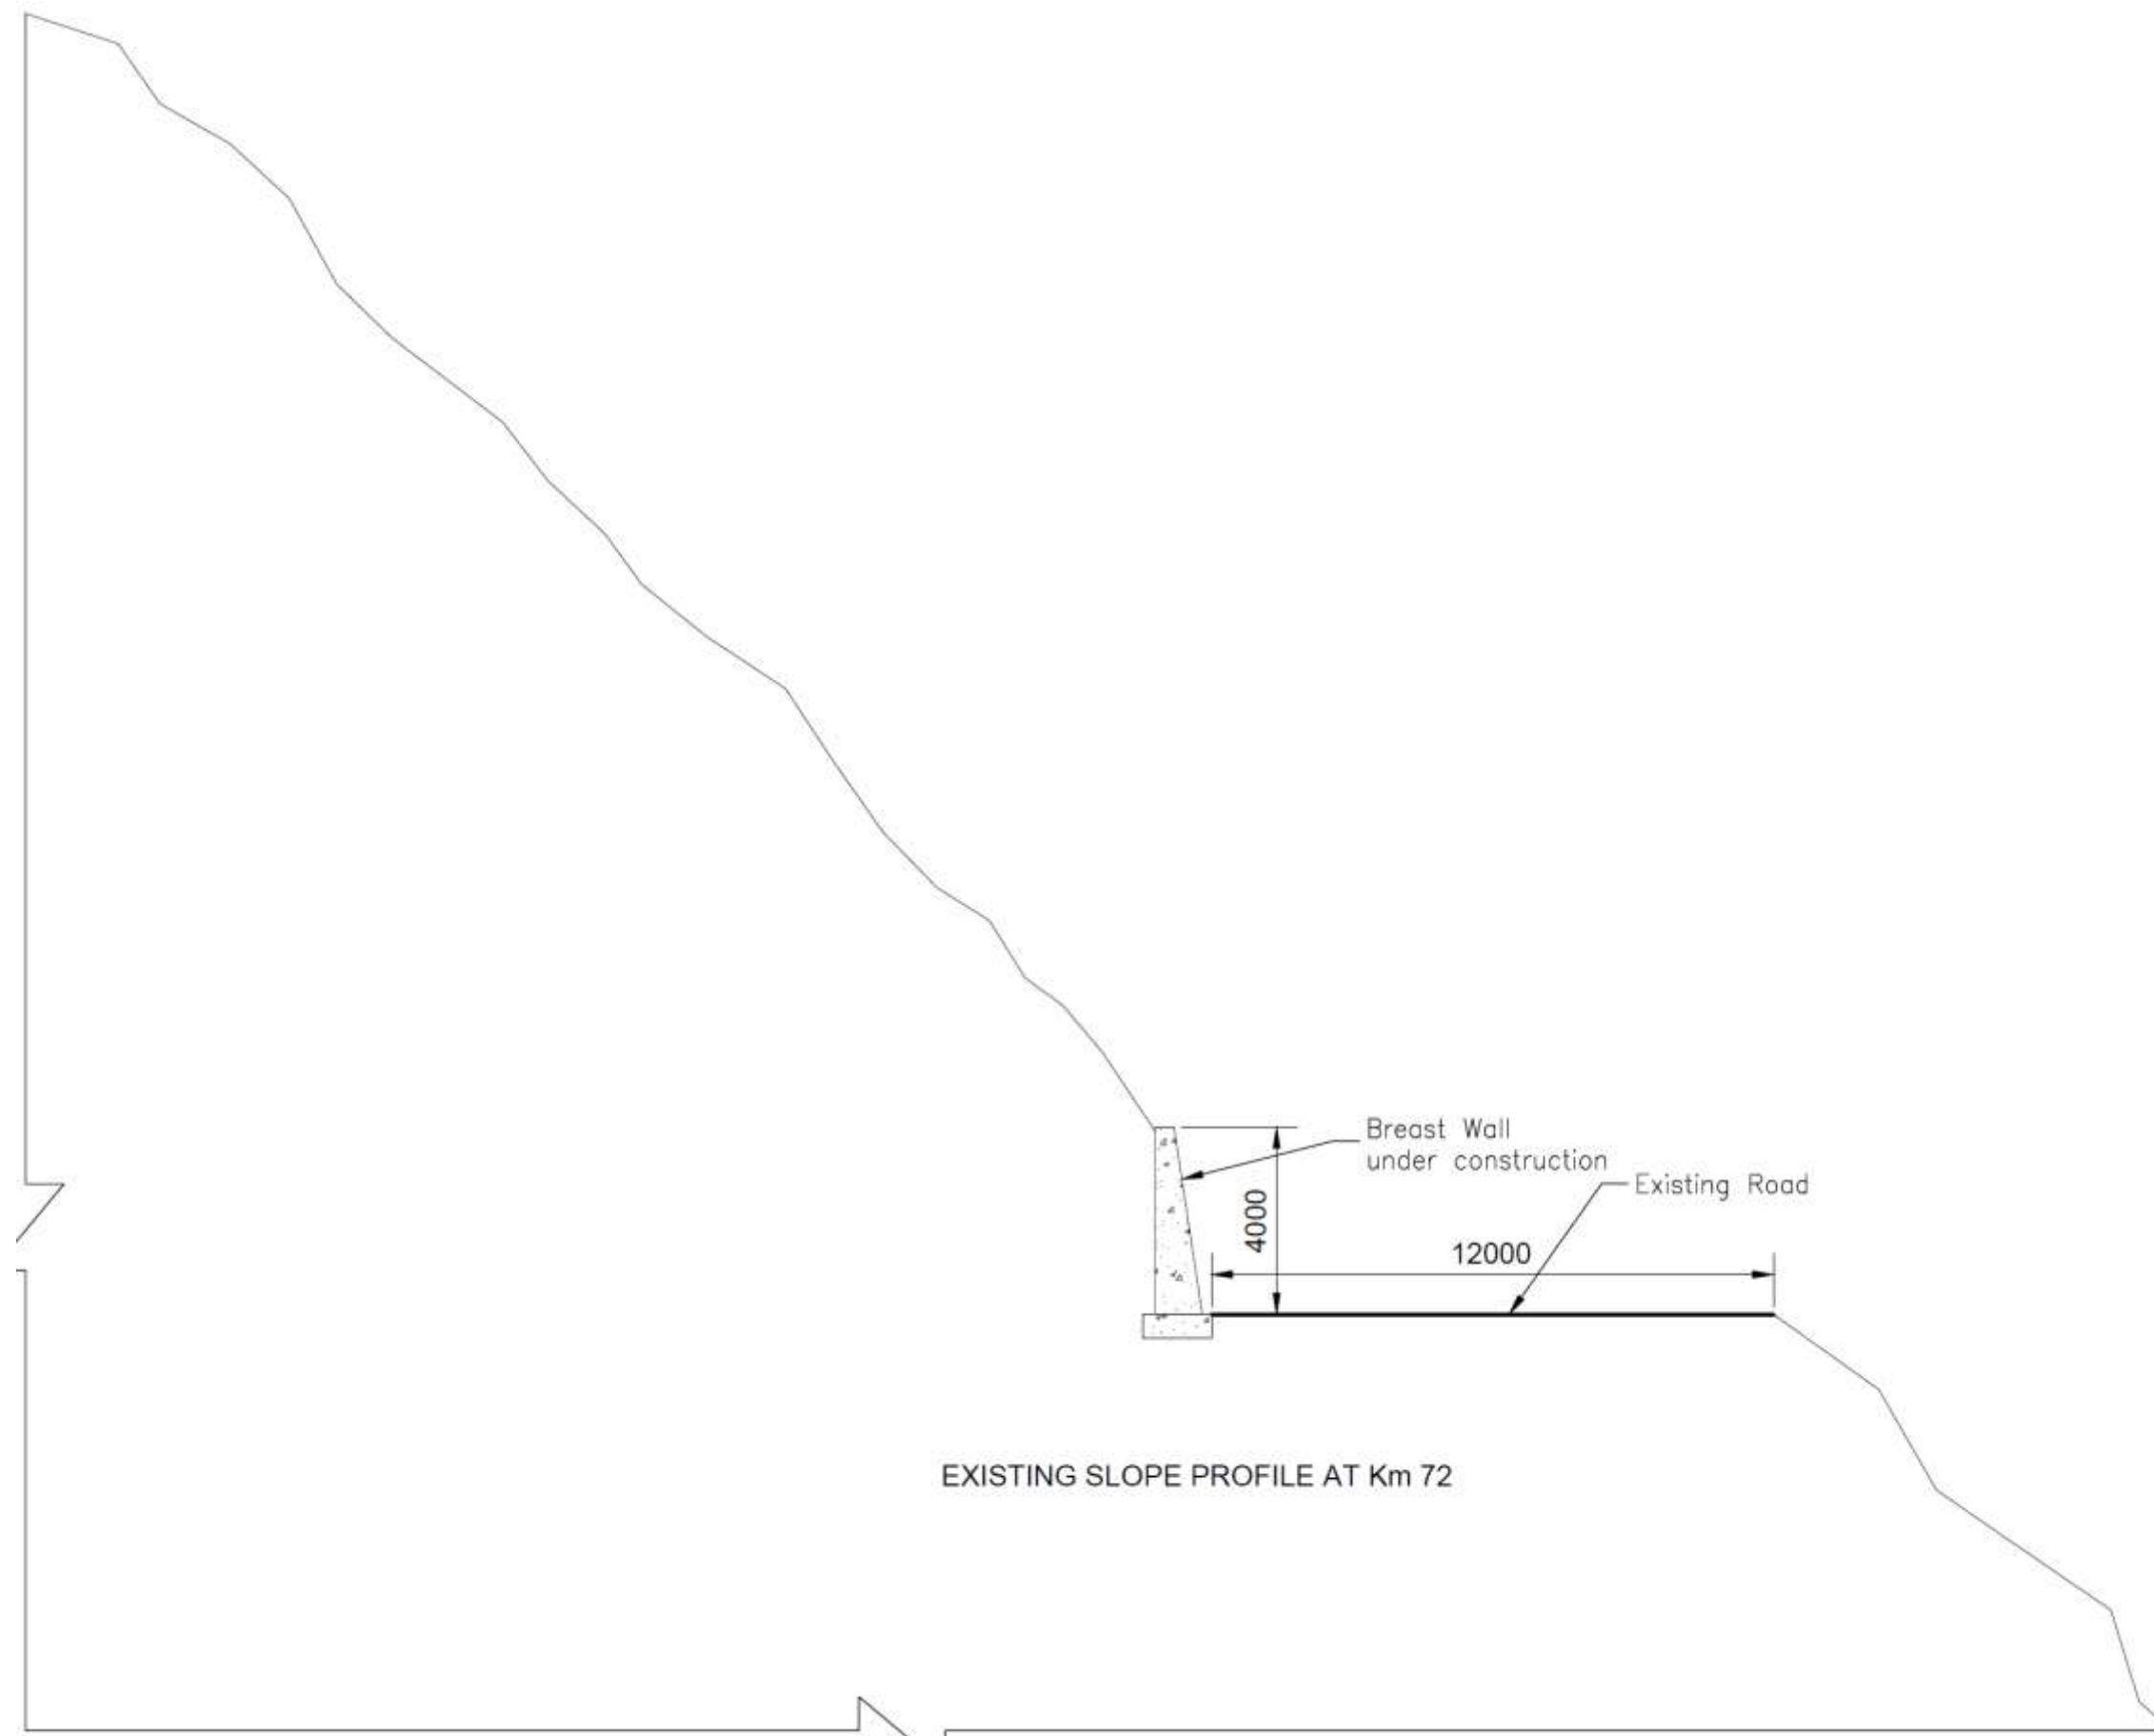 Breast Wall
under construction
Existing Road
4000
12000
EXISTING SLOPE PROFILE AT Km 72